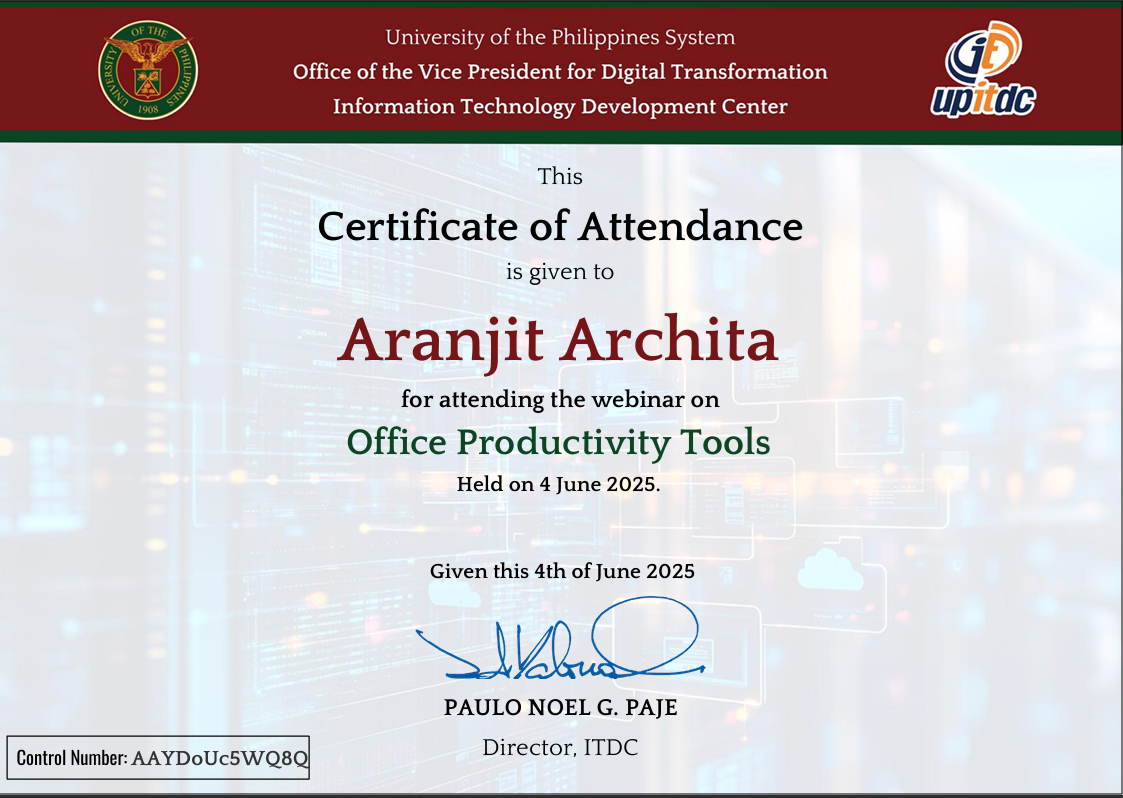 University of the Philippines System
Office of the Vice President for Digital Transformation
Information Technology Development Center
UNIVERSITY OF THE PHILIPPINES
1908
upitdc
This
Certificate of Attendance
is given to
Aranjit Archita
for attending the webinar on
Office Productivity Tools
Held on 4 June 2025.
Given this 4th of June 2025
PAULO NOEL G. PAJE
Director, ITDC
Control Number: AAYDoUc5WQ8Q